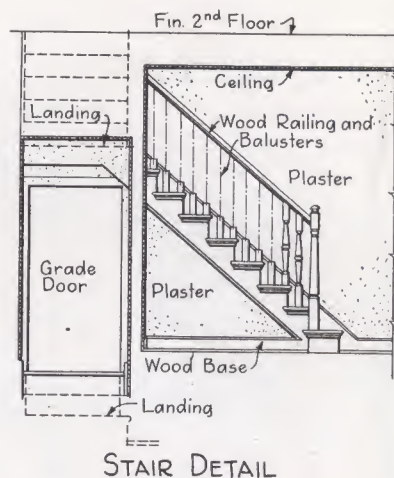 Fin. 2nd Floor
Ceiling
Landing
Wood Railing and
Balusters
Plaster
Grade
Door
Plaster
Wood Base
Landing
STAIR DETAIL